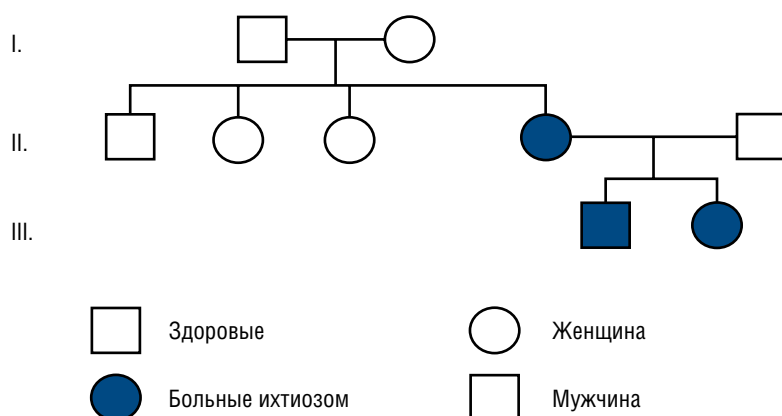 I.
II.
III.
Здоровые
Женщина
Больные ихтиозом
Мужчина